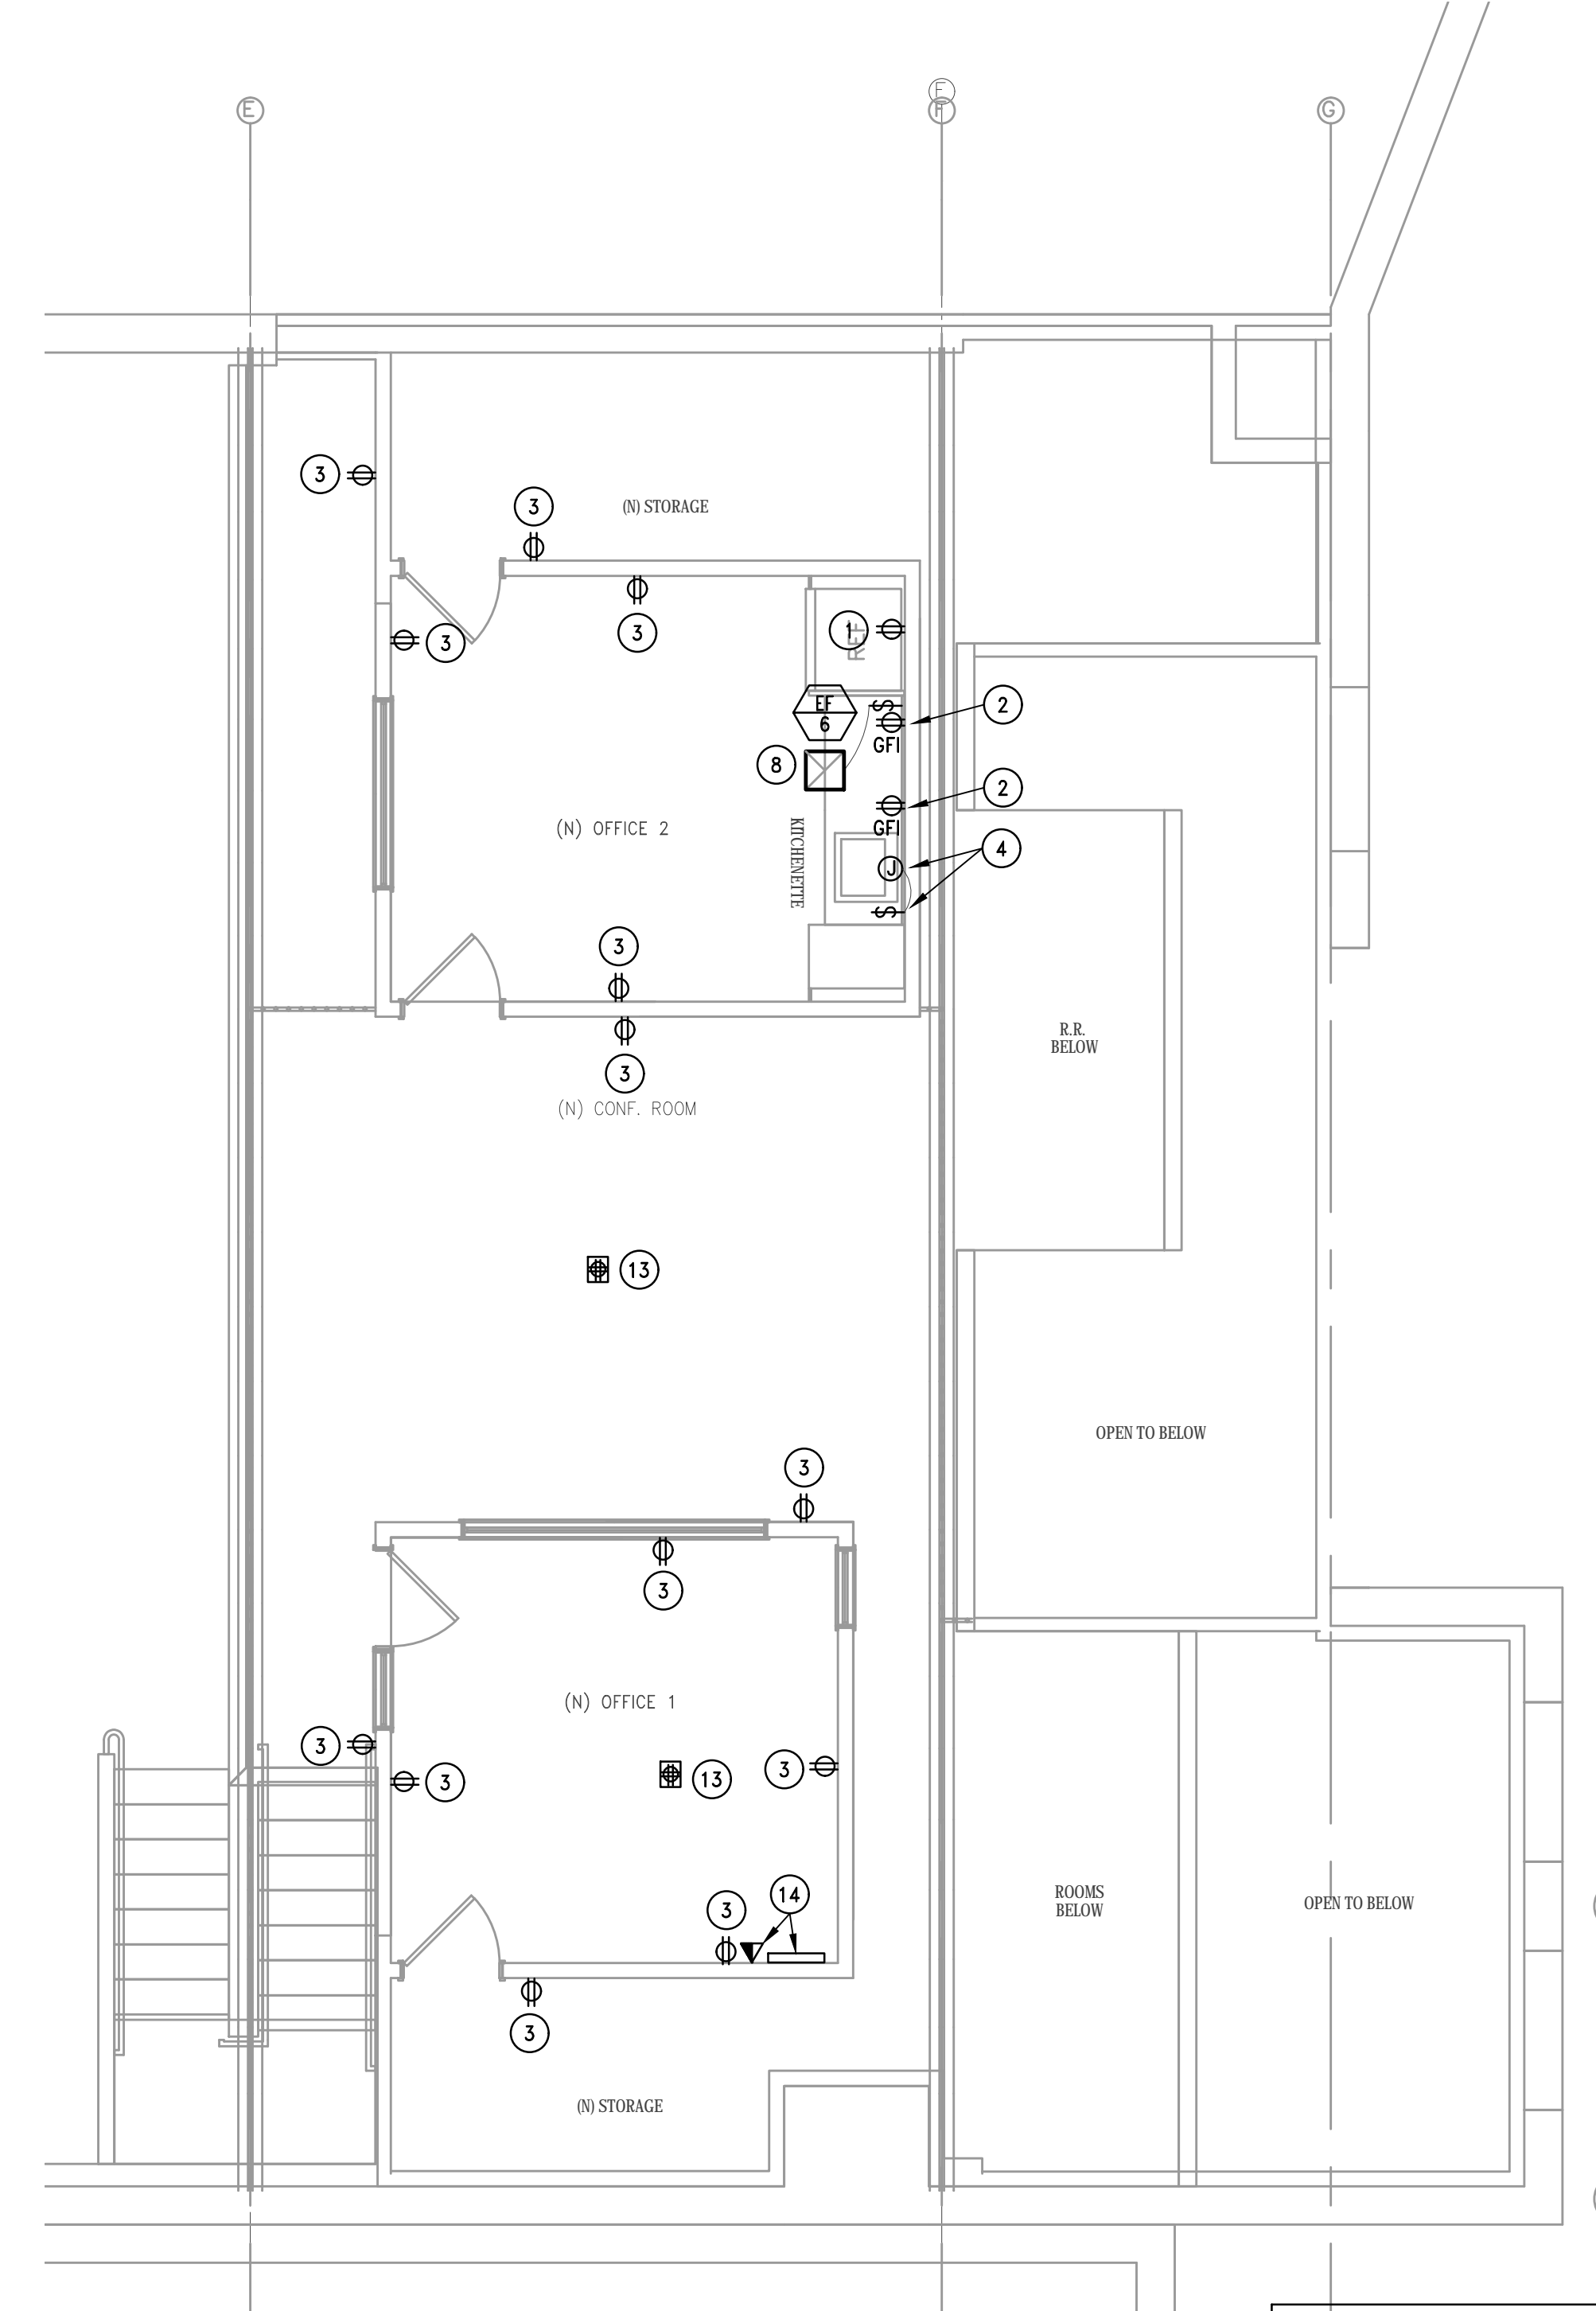 F
E
F
G
3
3
(N) STORAGE
3
3
1
REF
EF
6
S
2
GFI
8
2
GFI
(N) OFFICE 2
KITCHENETTE
J
4
S
3
3
(N) CONF. ROOM
R.R.
BELOW
13
OPEN TO BELOW
3
3
(N) OFFICE 1
3
3
13
3
14
3
ROOMS
BELOW
OPEN TO BELOW
3
(N) STORAGE